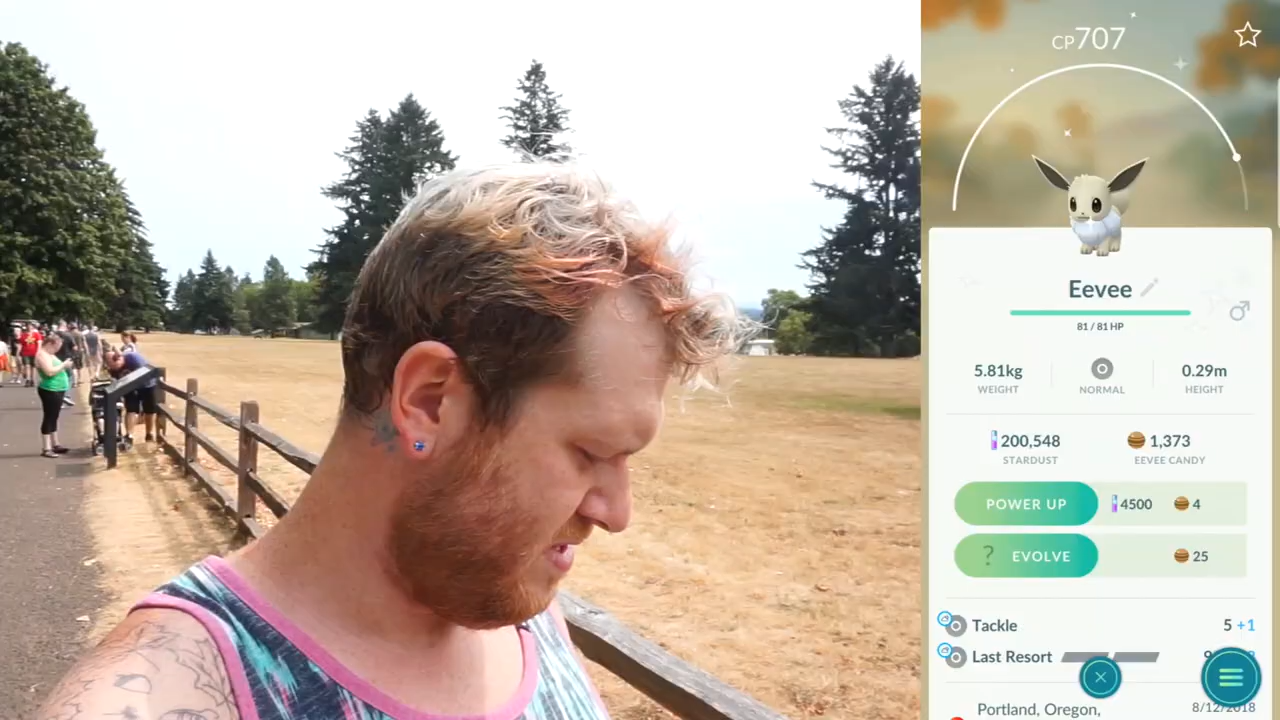 CP707
Eevee
81 / 81 HP
5.81kg
WEIGHT
NORMAL
0.29m
HEIGHT
200,548
STARDUST
1,373
EEVEE CANDY
POWER UP 4500 4
? EVOLVE 25
Tackle 5 +1
Last Resort 9
Portland, Oregon, 8/12/2018